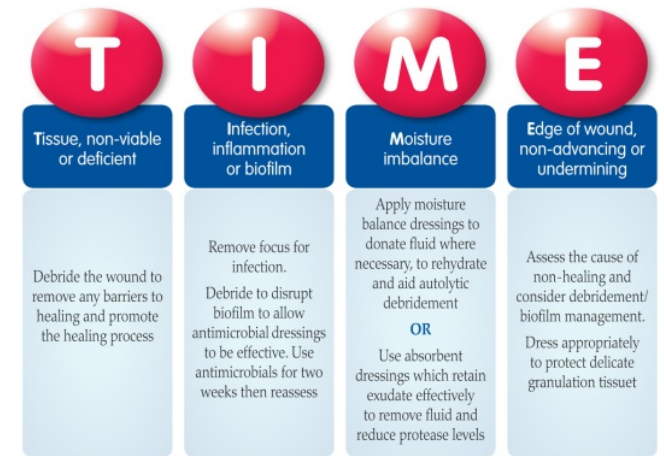 T
Tissue, non-viable
or deficient
Debride the wound to
remove any barriers to
healing and promote
the healing process
I
Infection,
inflammation
or biofilm
Remove focus for
infection.
Debride to disrupt
biofilm to allow
antimicrobial dressings
to be effective. Use
antimicrobials for two
weeks then reassess
M
Moisture
imbalance
Apply moisture
balance dressings to
donate fluid where
necessary, to rehydrate
and aid autolytic
debridement
OR
Use absorbent
dressings which retain
exudate effectively
to remove fluid and
reduce protease levels
E
Edge of wound,
non-advancing or
undermining
Assess the cause of
non-healing and
consider debridement/
biofilm management.
Dress appropriately
to protect delicate
granulation tissuet